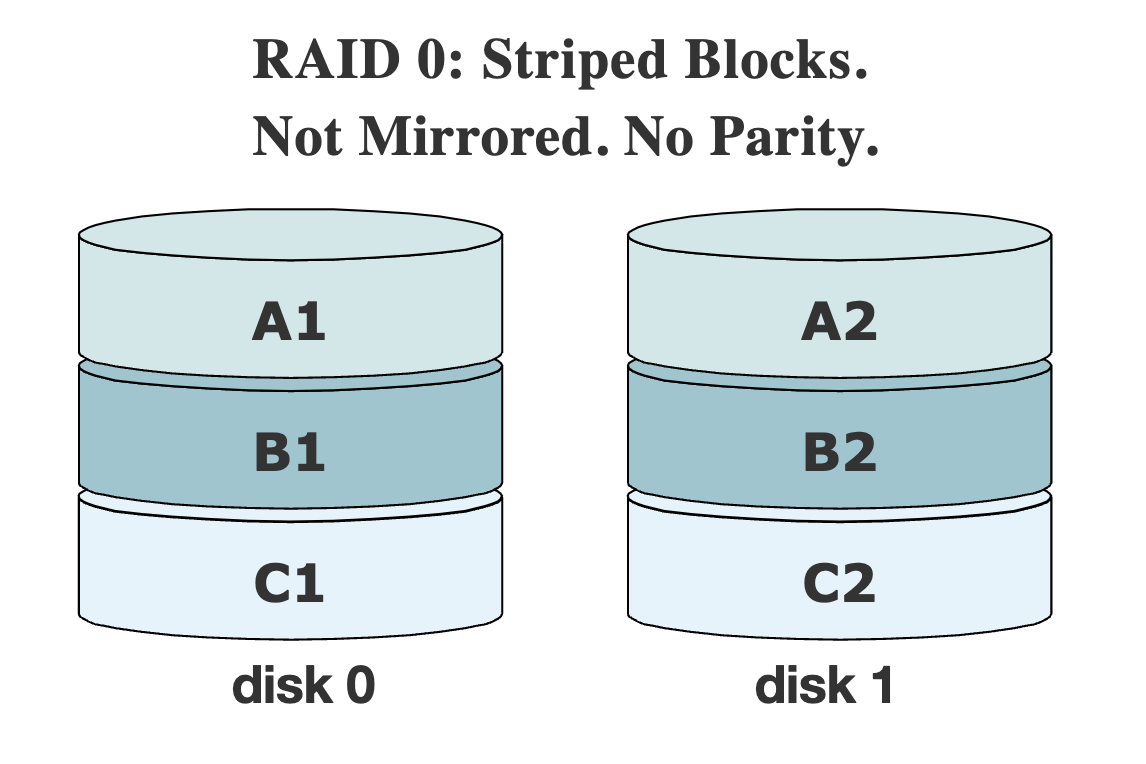 RAID 0: Striped Blocks.
Not Mirrored. No Parity.
A1 A2
B1 B2
C1 C2
disk 0 disk 1